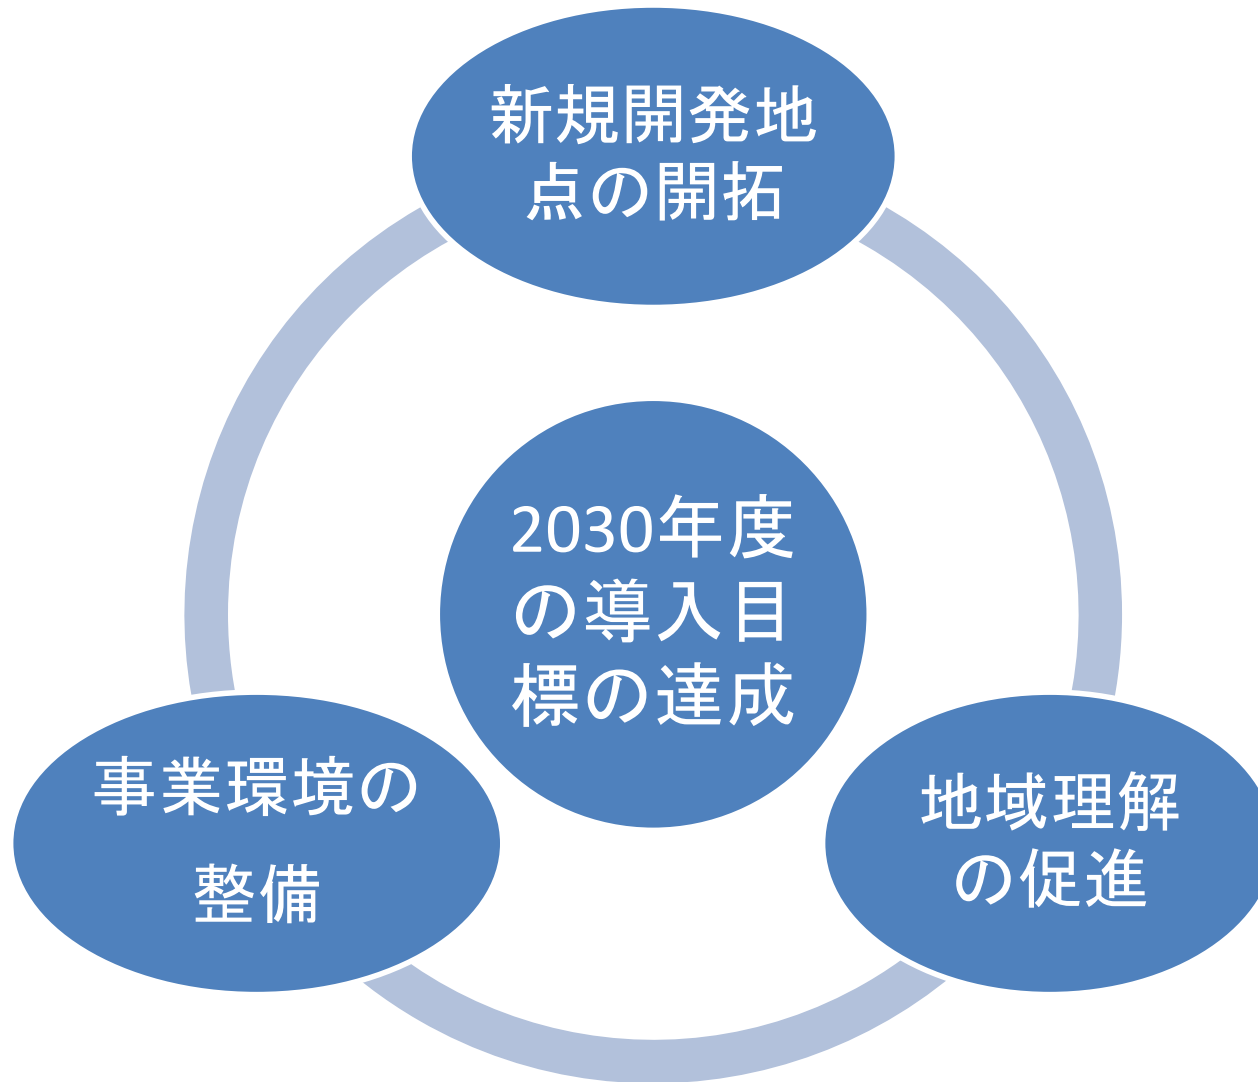 新規開発地
点の開拓
2030年度
の導入目
標の達成
事業環境の
整備
地域理解
の促進